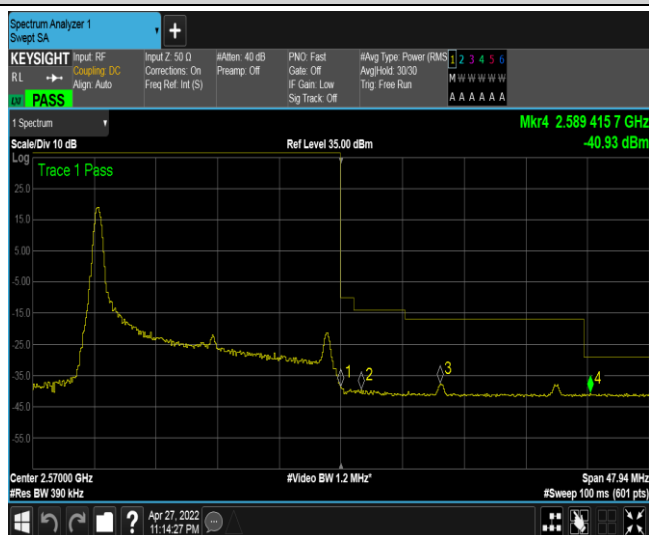 Spectrum Analyzer 1
Swept SA
+
KEYSIGHT
RL
Input: RF
Coupling: DC
Align: Auto
Input Z: 50 Ω
Corrections: On
Freq Ref: Int (S)
#Atten: 40 dB
Preamp: Off
PNO: Fast
Gate: Off
IF Gain: Low
Sig Track: Off
#Avg Type: Power (RMS
Avg|Hold: 30/30
Trig: Free Run
1 2 3 4 5 6
M W W W W W
A A A A A A
PASS
1 Spectrum
Mkr4 2.589 415 7 GHz
Scale/Div 10 dB
Ref Level 35.00 dBm
-40.93 dBm
Log
Trace 1 Pass
25.0
15.0
5.00
-5.00
-15.0
-25.0
-35.0
-45.0
-55.0
1
2
3
4
Center 2.57000 GHz
#Video BW 1.2 MHz*
Span 47.94 MHz
#Res BW 390 kHz
#Sweep 100 ms (601 pts)
?
Apr 27, 2022
11:14:27 PM